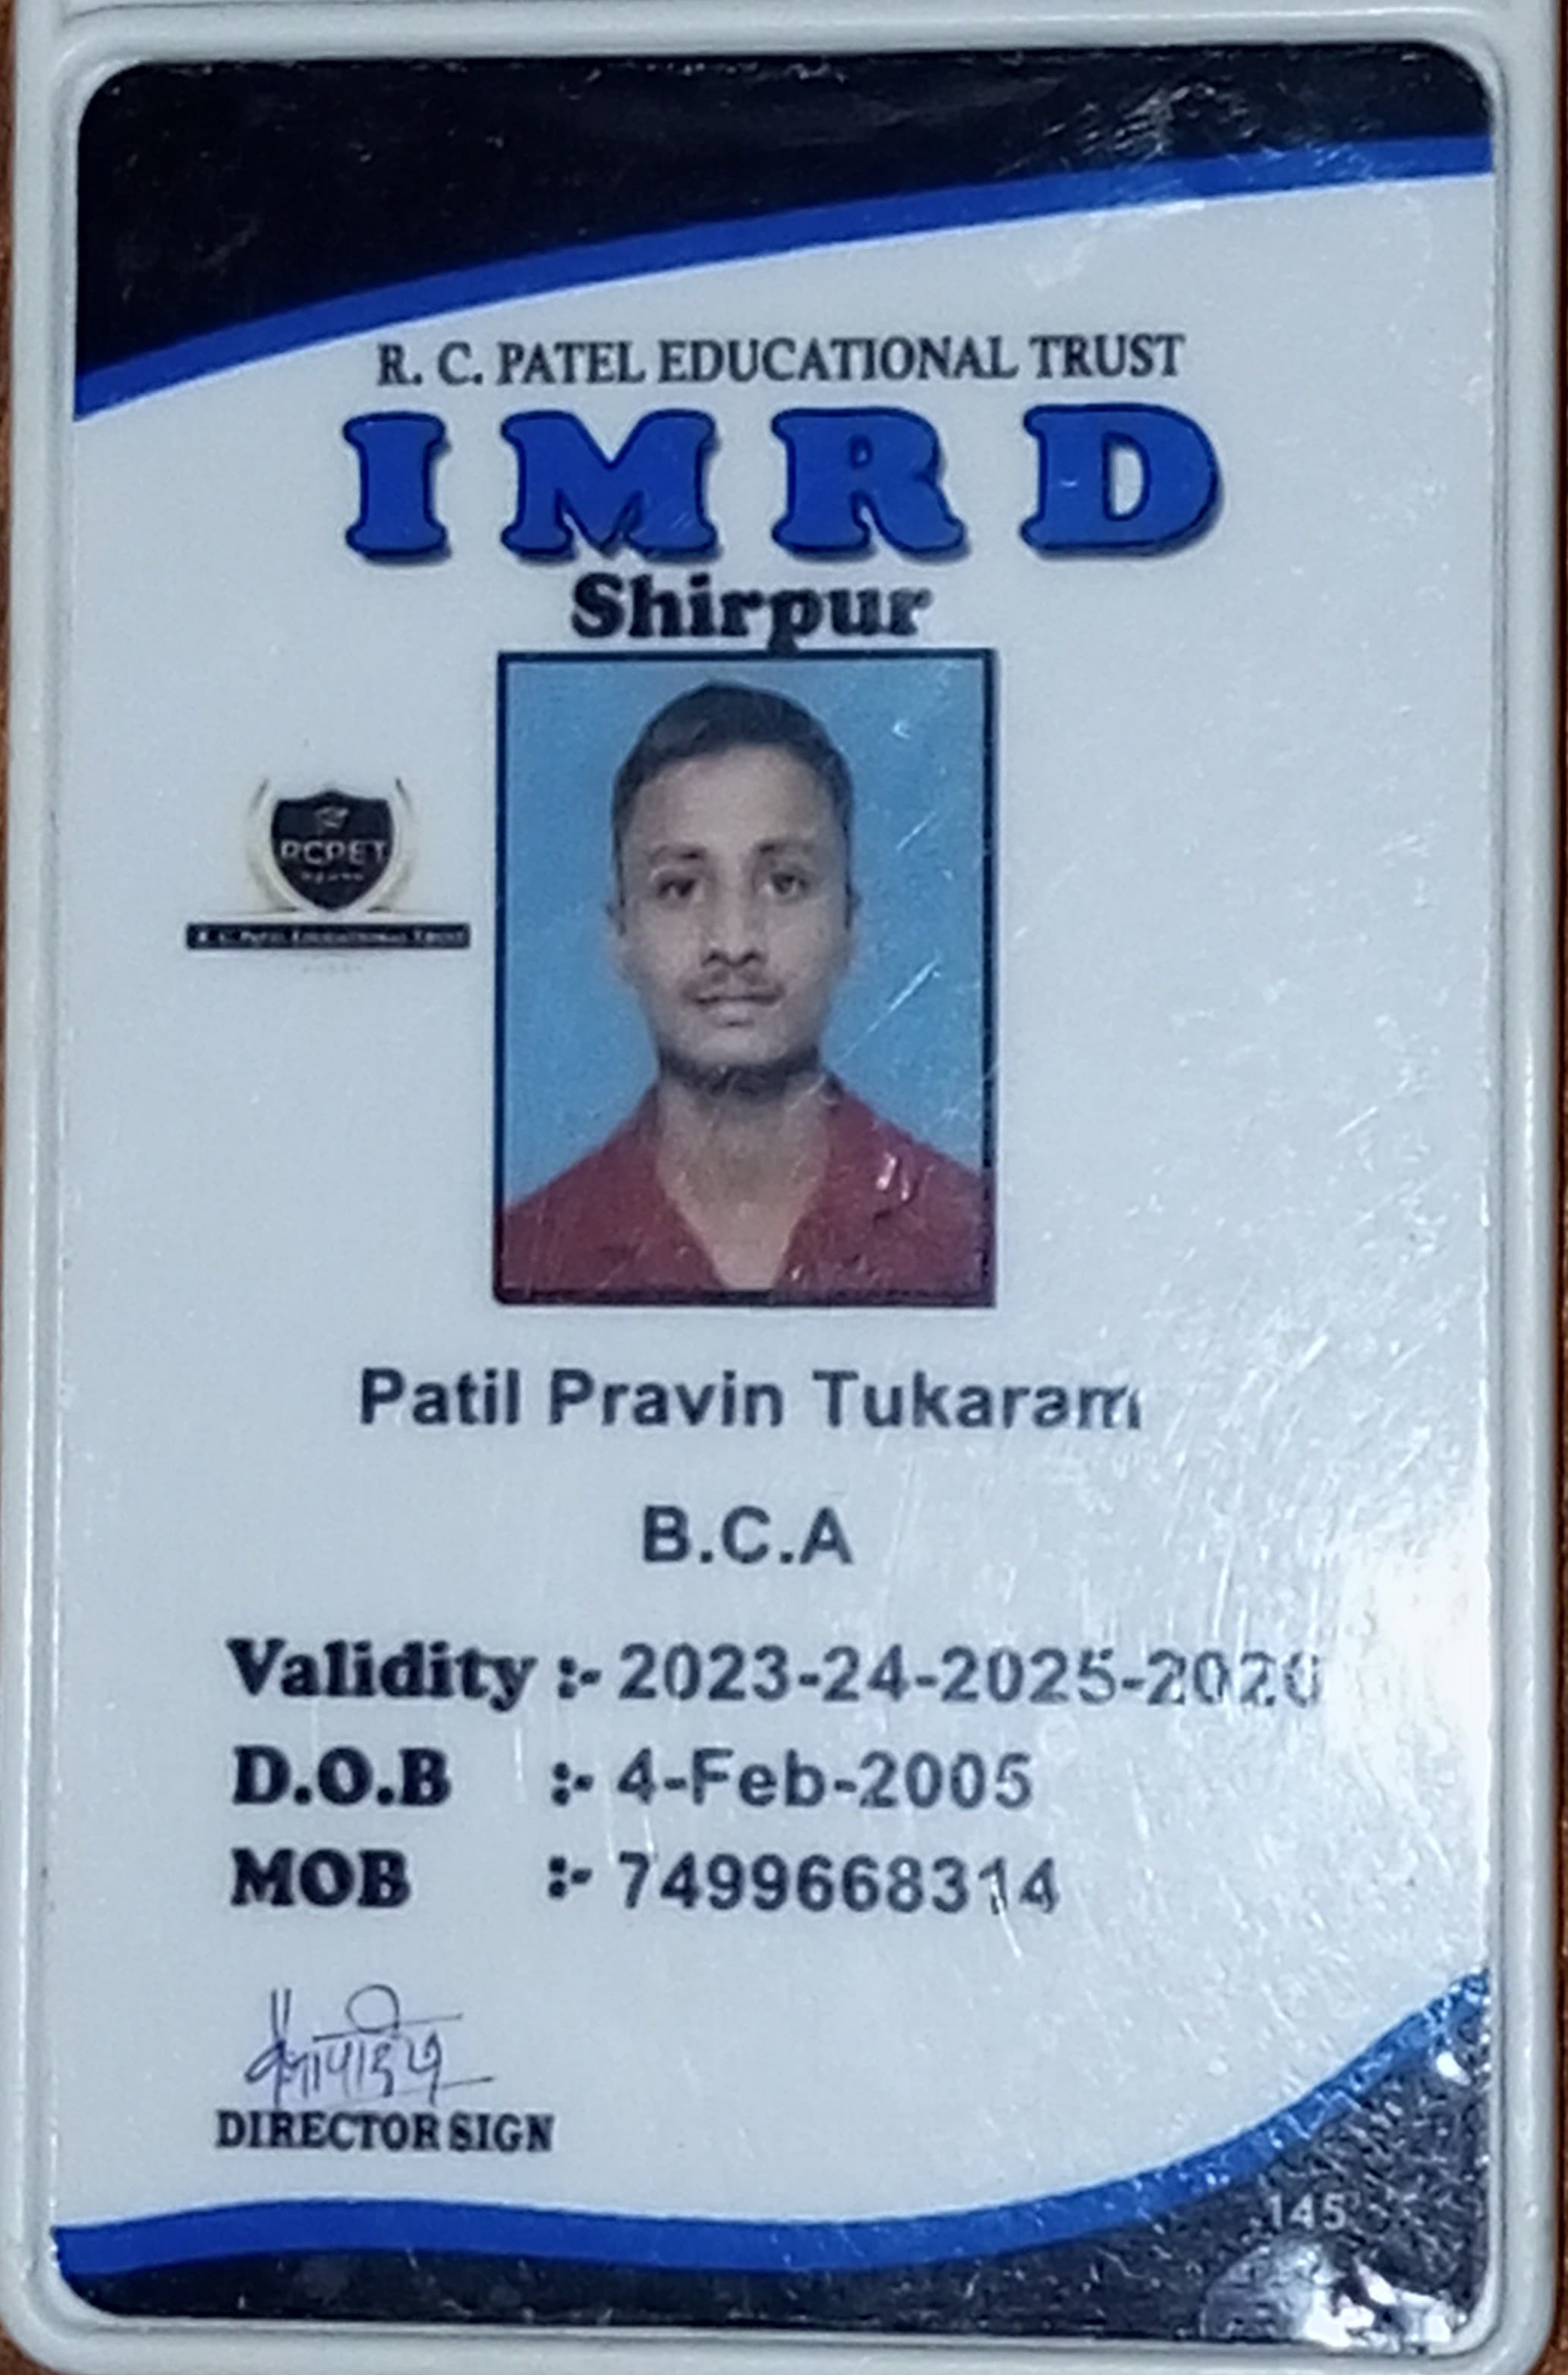 R. C. PATEL EDUCATIONAL TRUST
I M R D
Shirpur
RCPET
R. C. PATEL EDUCATIONAL TRUST
Patil Pravin Tukaram
B.C.A
Validity :- 2023-24-2025-2026
D.O.B :- 4-Feb-2005
MOB :- 7499668314
DIRECTOR SIGN
145